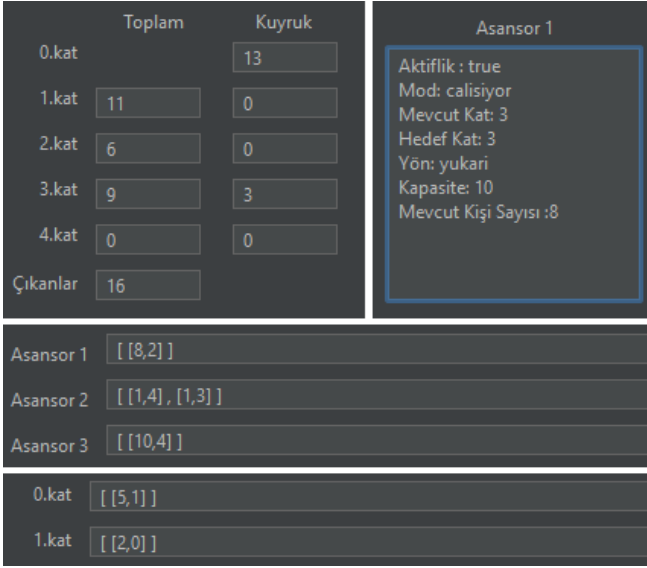 Toplam Kuyruk
0.kat 13
1.kat 11 0
2.kat 6 0
3.kat 9 3
4.kat 0 0
Çıkanlar 16
Asansor 1
Aktiflik : true
Mod: calisiyor
Mevcut Kat: 3
Hedef Kat: 3
Yön: yukari
Kapasite: 10
Mevcut Kişi Sayısı :8
Asansor 1 [ [8,2] ]
Asansor 2 [ [1,4] , [1,3] ]
Asansor 3 [ [10,4] ]
0.kat [ [5,1] ]
1.kat [ [2,0] ]